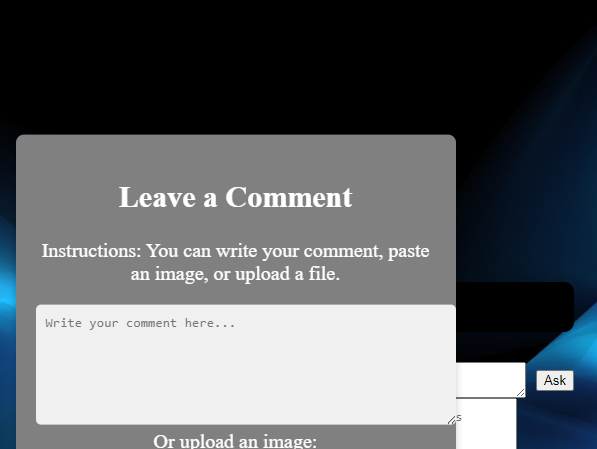 Leave a Comment
Instructions: You can write your comment, paste
an image, or upload a file.
Write your comment here...
Ask
Or upload an image: